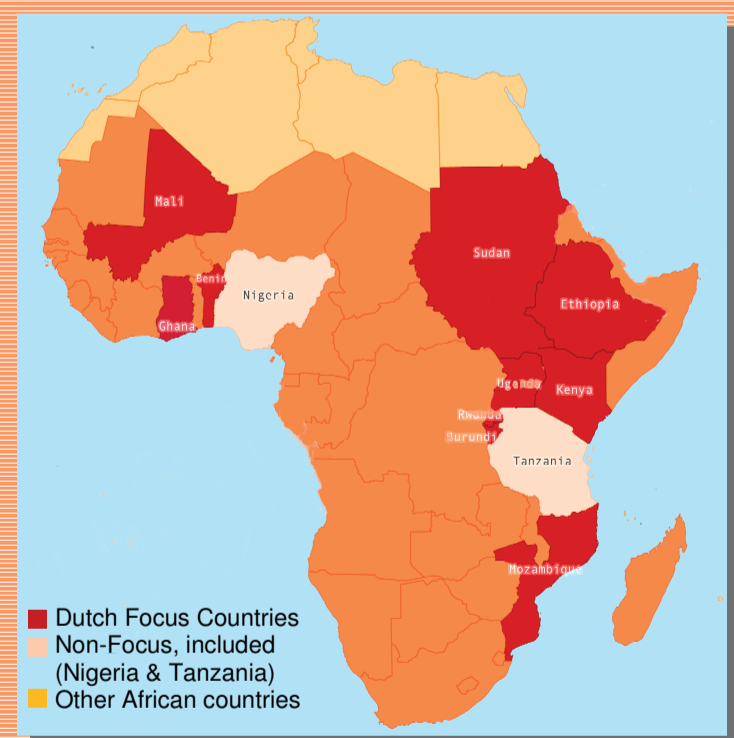 Mali
Sudan
Benin
Nigeria
Ethiopia
Ghana
Uganda
Kenya
Rwanda
Burundi
Tanzania
Mozambique
Dutch Focus Countries
Non-Focus, included
(Nigeria & Tanzania)
Other African countries